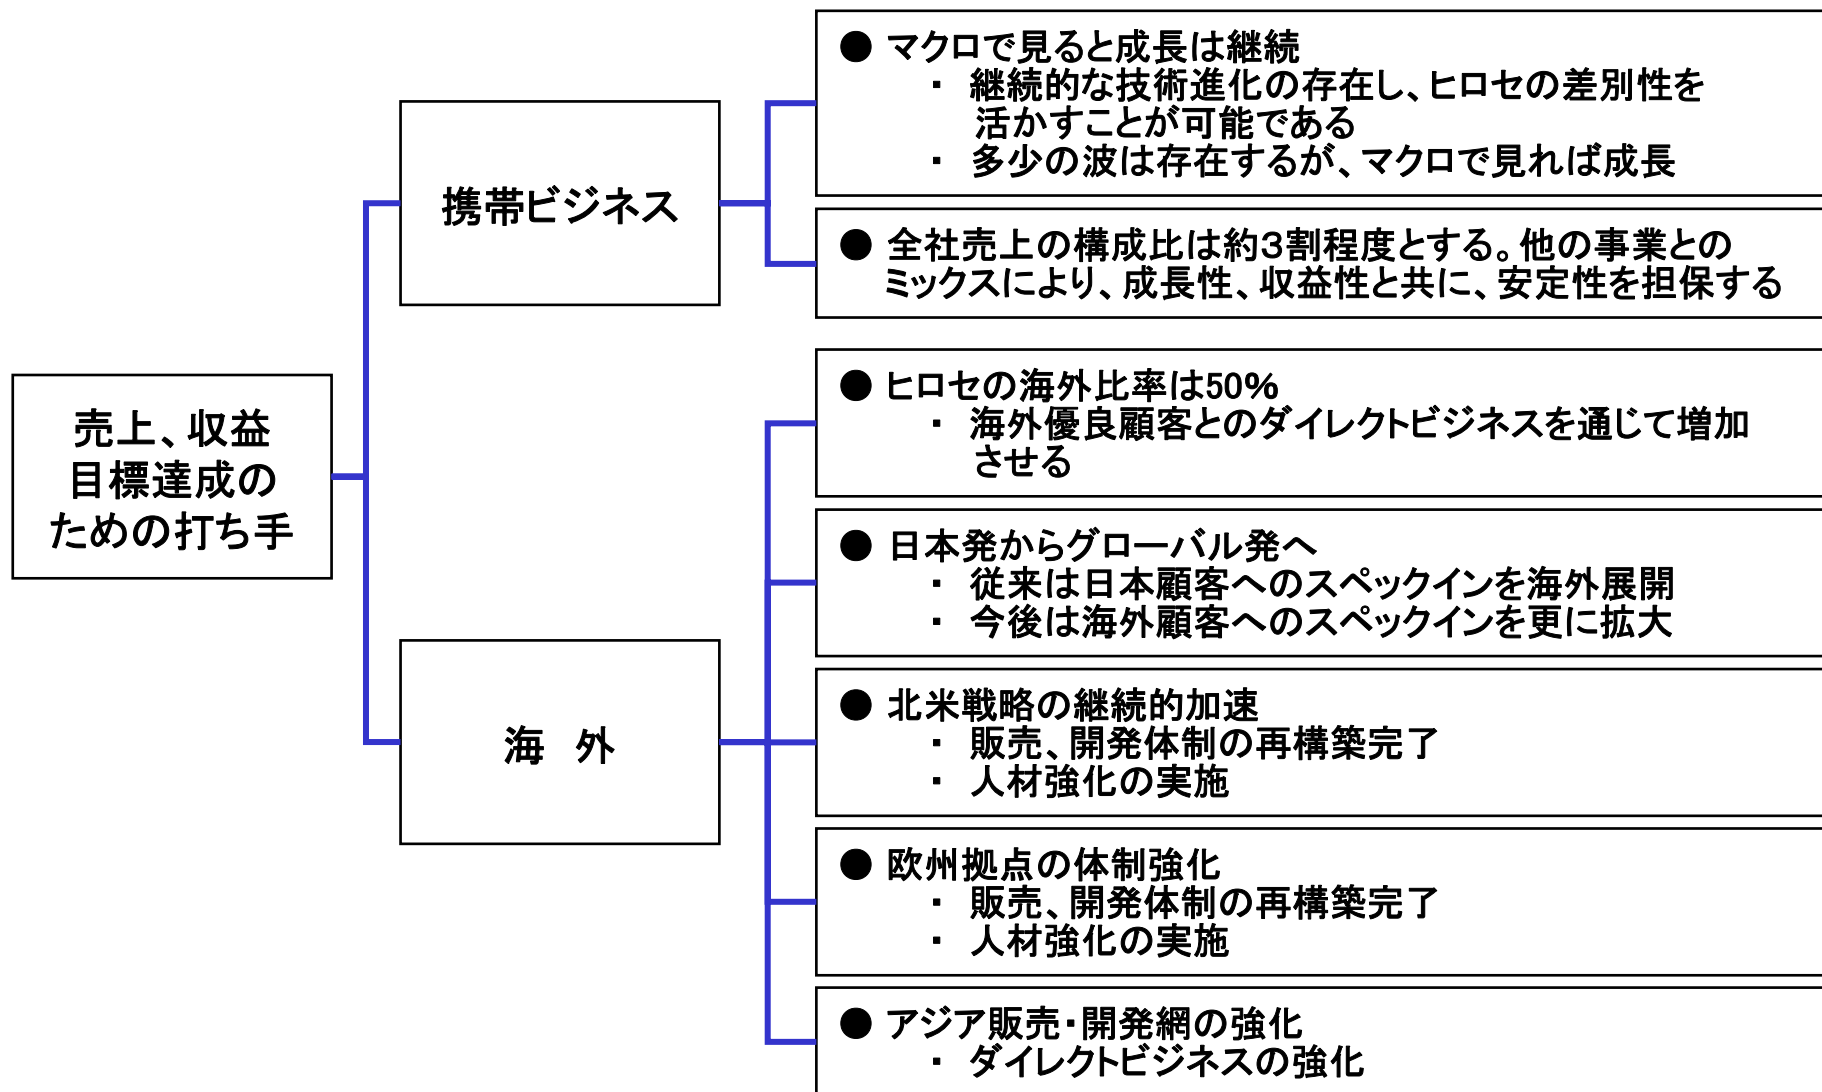 売上、収益
目標達成の
ための打ち手
携帯ビジネス
● マクロで見ると成長は継続
・ 継続的な技術進化の存在し、ヒロセの差別性を
活かすことが可能である
・ 多少の波は存在するが、マクロで見れば成長
● 全社売上の構成比は約3割程度とする。他の事業との
ミックスにより、成長性、収益性と共に、安定性を担保する
海 外
● ヒロセの海外比率は50%
・ 海外優良顧客とのダイレクトビジネスを通じて増加
させる
● 日本発からグローバル発へ
・ 従来は日本顧客へのスペックインを海外展開
・ 今後は海外顧客へのスペックインを更に拡大
● 北米戦略の継続的加速
・ 販売、開発体制の再構築完了
・ 人材強化の実施
● 欧州拠点の体制強化
・ 販売、開発体制の再構築完了
・ 人材強化の実施
● アジア販売・開発網の強化
・ ダイレクトビジネスの強化